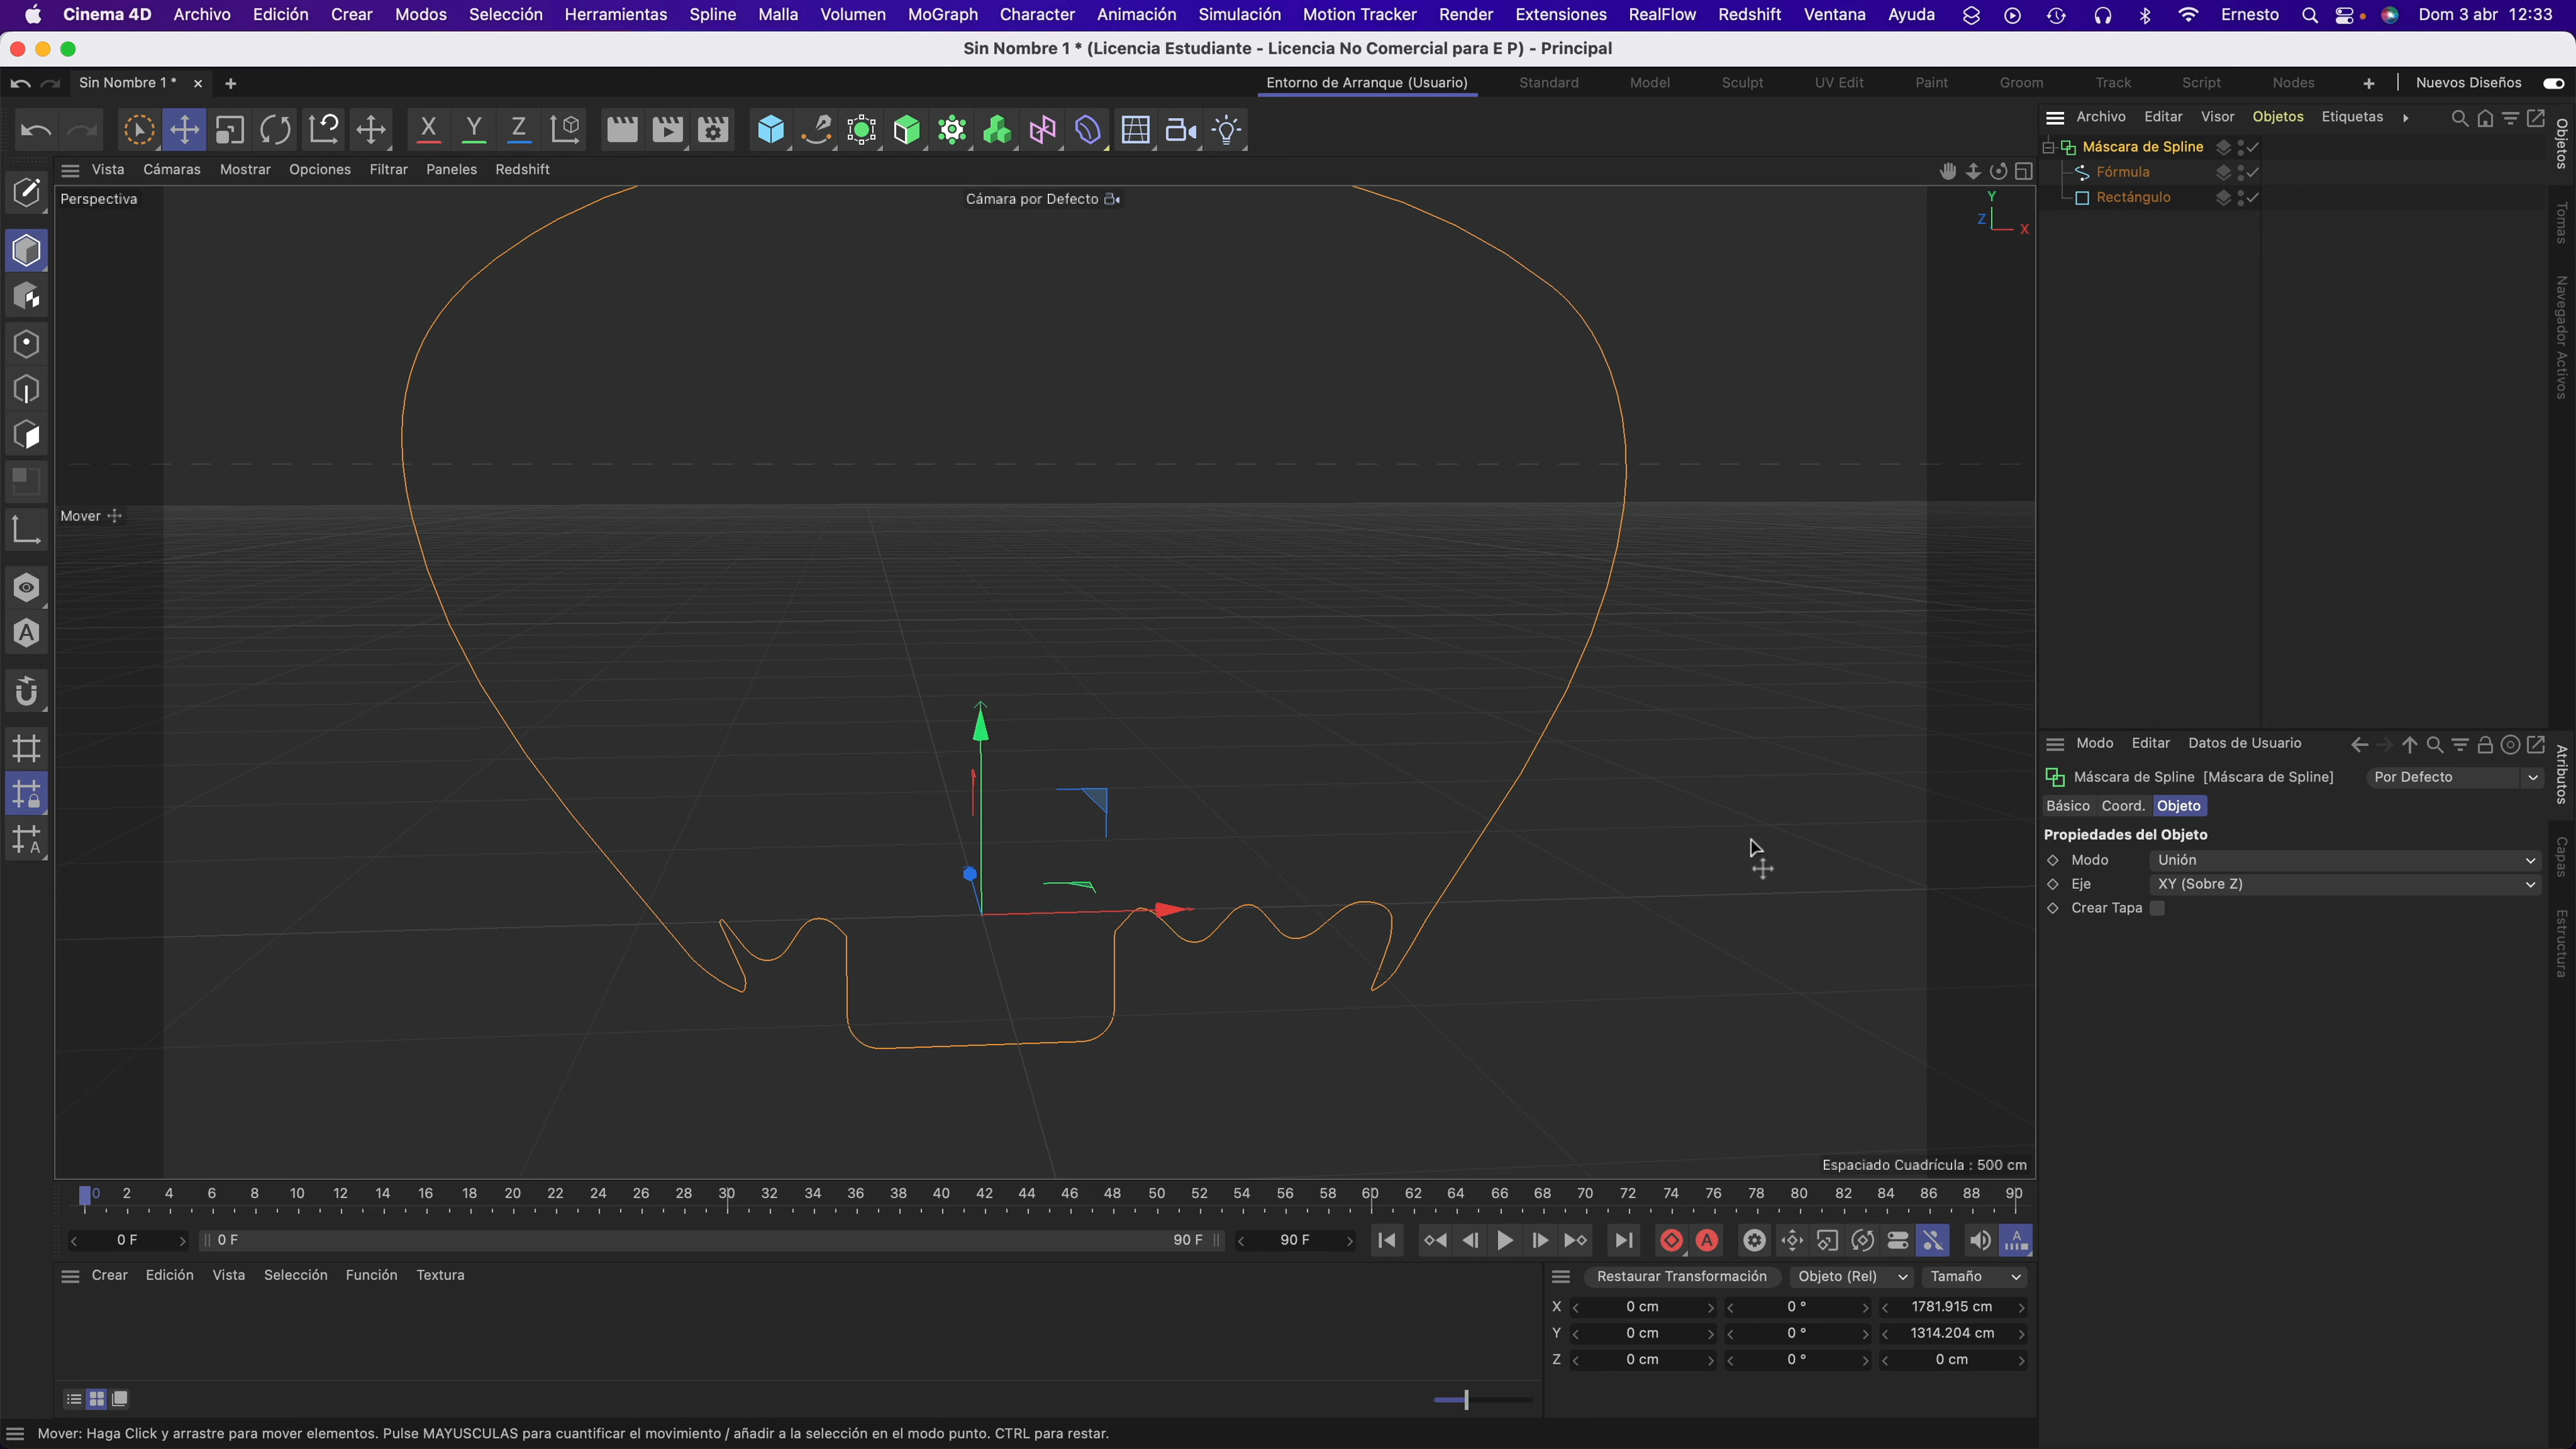 Cinema 4D Archivo Edición Crear Modos Selección Herramientas Spline Malla Volumen MoGraph Character Animación Simulación Motion Tracker Render Extensiones RealFlow Redshift Ventana Ayuda Ernesto Dom 3 abr 12:33
Sin Nombre 1 * (Licencia Estudiante - Licencia No Comercial para E P) - Principal
Sin Nombre 1 * Entorno de Arranque (Usuario) Standard Model Sculpt UV Edit Paint Groom Track Script Nodes Nuevos Diseños
X Y Z
Archivo Editar Visor Objetos Etiquetas
Objetos
Tomas
Navegador Activos
Máscara de Spline
Fórmula
Rectángulo
Vista Cámaras Mostrar Opciones Filtrar Paneles Redshift
Perspectiva
Cámara por Defecto
Y
Z
X
Mover
A
A
Modo Editar Datos de Usuario
Atributos
Capas
Estructura
Máscara de Spline [Máscara de Spline] Por Defecto
Básico Coord. Objeto
Propiedades del Objeto
Modo Unión
Eje XY (Sobre Z)
Crear Tapa
Espaciado Cuadrícula : 500 cm
0 2 4 6 8 10 12 14 16 18 20 22 24 26 28 30 32 34 36 38 40 42 44 46 48 50 52 54 56 58 60 62 64 66 68 70 72 74 76 78 80 82 84 86 88 90
0 F 0 F 90 F 90 F A A
Crear Edición Vista Selección Función Textura
Restaurar Transformación Objeto (Rel) Tamaño
X 0 cm 0 ° 1781.915 cm
Y 0 cm 0 ° 1314.204 cm
Z 0 cm 0 ° 0 cm
Mover: Haga Click y arrastre para mover elementos. Pulse MAYUSCULAS para cuantificar el movimiento / añadir a la selección en el modo punto. CTRL para restar.